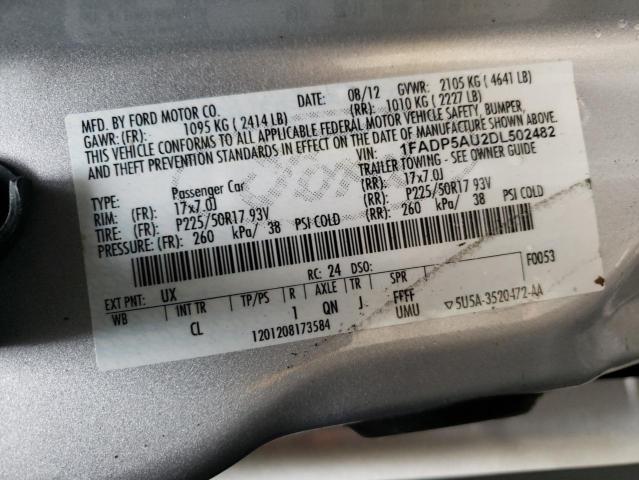 MFD. BY FORD MOTOR CO.
DATE: 08/12 GVWR: 2105 KG ( 4641 LB)
GAWR: (FR): 1095 KG ( 2414 LB) (RR): 1010 KG ( 2227 LB)
THIS VEHICLE CONFORMS TO ALL APPLICABLE FEDERAL MOTOR VEHICLE SAFETY, BUMPER,
AND THEFT PREVENTION STANDARDS IN EFFECT ON THE DATE OF MANUFACTURE SHOWN ABOVE.
VIN: 1FADP5AU2DL502482
TYPE: Passenger Car TRAILER TOWING - SEE OWNER GUIDE
RIM: (FR): 17x7.0J (RR): 17x7.0J
TIRE: (FR): P225/50R17 93V (RR): P225/50R17 93V
PRESSURE: (FR): 260 kPa/ 38 PSI COLD (RR): 260 kPa/ 38 PSI COLD
RC: 24 DSO: F0053
EXT PNT: UX
WB INT TR TP/PS R AXLE TR SPR
CL 1 QN J FFFF
1201208173584 UMU ▽5U5A-3520472-AA